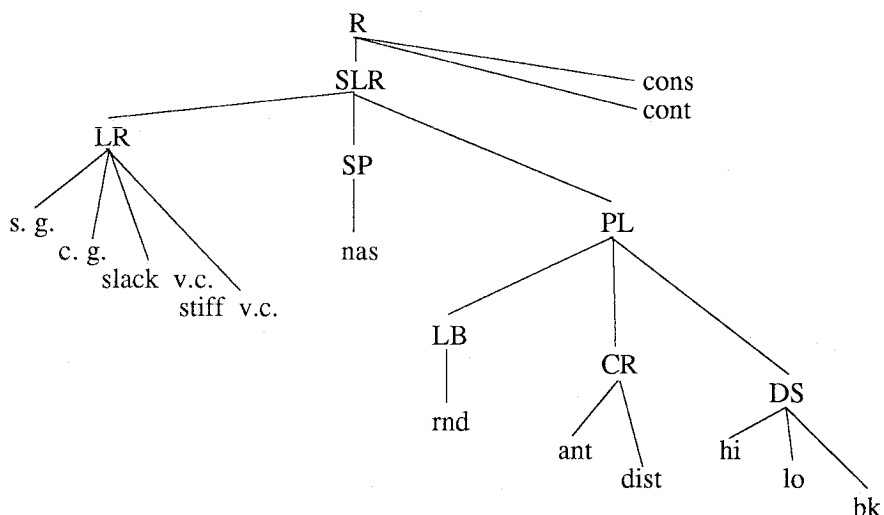 R
cons
SLR
cont
LR
SP
s. g.
c. g.
slack v.c.
stiff v.c.
nas
PL
LB
CR
DS
rnd
ant
dist
hi
lo
bk